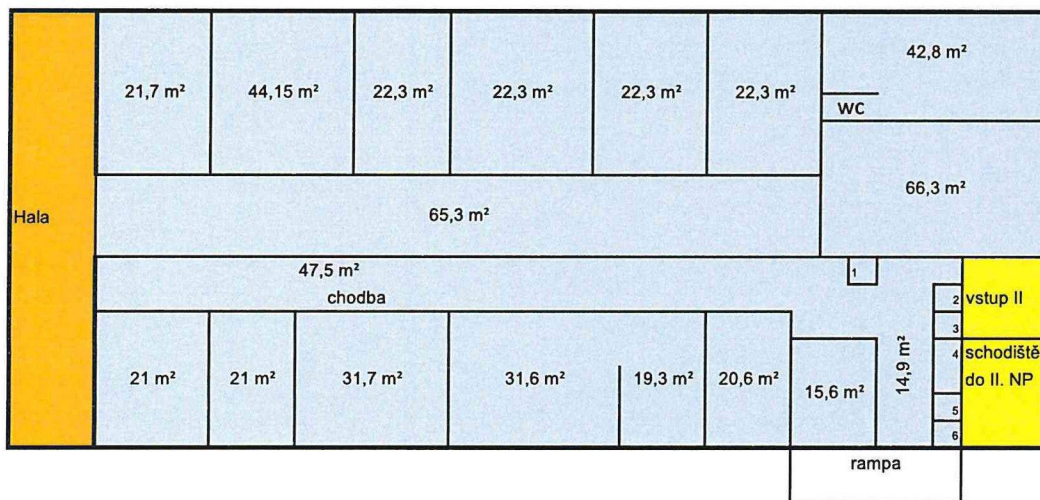 42,8 m²
21,7 m²
44,15 m²
22,3 m²
22,3 m²
22,3 m²
22,3 m²
WC
66,3 m²
Hala
65,3 m²
47,5 m²
chodba
1
2
vstup II
3
4
schodiště
do II. NP
14,9 m²
21 m²
21 m²
31,7 m²
31,6 m²
19,3 m²
20,6 m²
15,6 m²
5
6
rampa